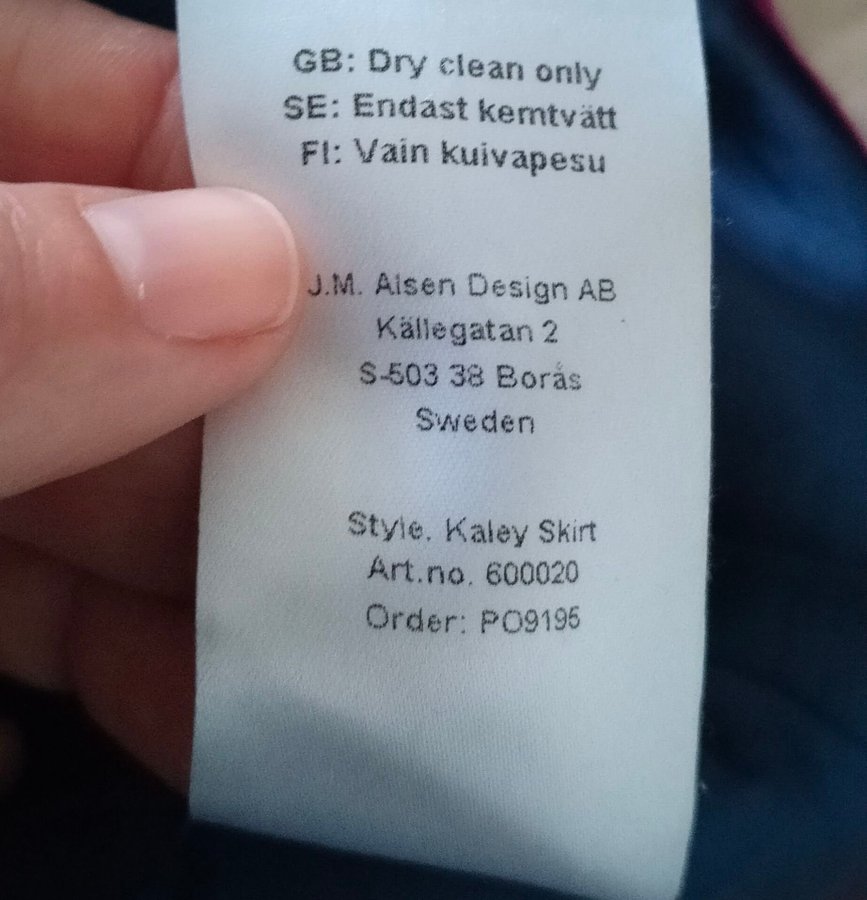 GB: Dry clean only
SE: Endast kemtvätt
FI: Vain kuivapesu
J.M. Alsen Design AB
Källegatan 2
S-503 38 Borås
Sweden
Style. Kaley Skirt
Art.no. 600020
Order: PO9195